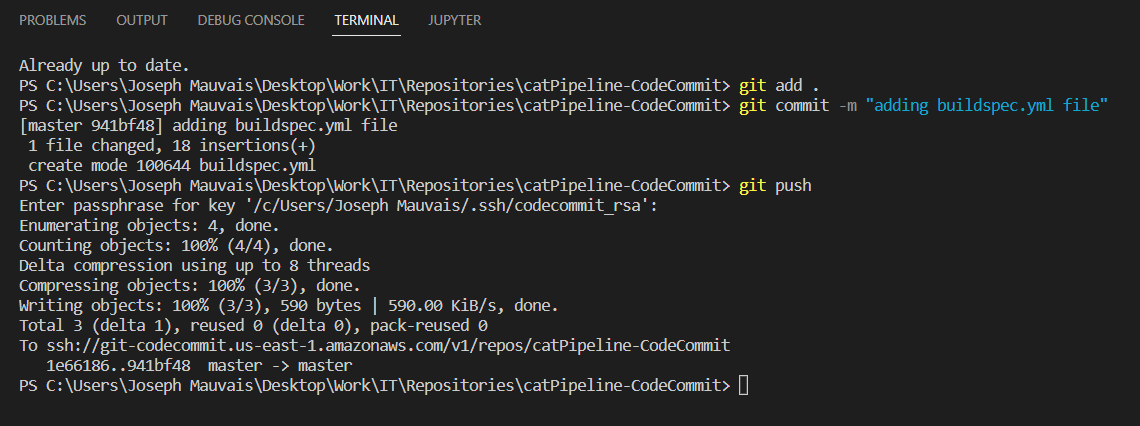 PROBLEMS OUTPUT DEBUG CONSOLE TERMINAL JUPYTER
Already up to date.
PS C:\Users\Joseph Mauvais\Desktop\Work\IT\Repositories\catPipeline-CodeCommit> git add .
PS C:\Users\Joseph Mauvais\Desktop\Work\IT\Repositories\catPipeline-CodeCommit> git commit -m "adding buildspec.yml file"
[master 941bf48] adding buildspec.yml file
 1 file changed, 18 insertions(+)
 create mode 100644 buildspec.yml
PS C:\Users\Joseph Mauvais\Desktop\Work\IT\Repositories\catPipeline-CodeCommit> git push
Enter passphrase for key '/c/Users/Joseph Mauvais/.ssh/codecommit_rsa':
Enumerating objects: 4, done.
Counting objects: 100% (4/4), done.
Delta compression using up to 8 threads
Compressing objects: 100% (3/3), done.
Writing objects: 100% (3/3), 590 bytes | 590.00 KiB/s, done.
Total 3 (delta 1), reused 0 (delta 0), pack-reused 0
To ssh://git-codecommit.us-east-1.amazonaws.com/v1/repos/catPipeline-CodeCommit
   1e66186..941bf48  master -> master
PS C:\Users\Joseph Mauvais\Desktop\Work\IT\Repositories\catPipeline-CodeCommit>